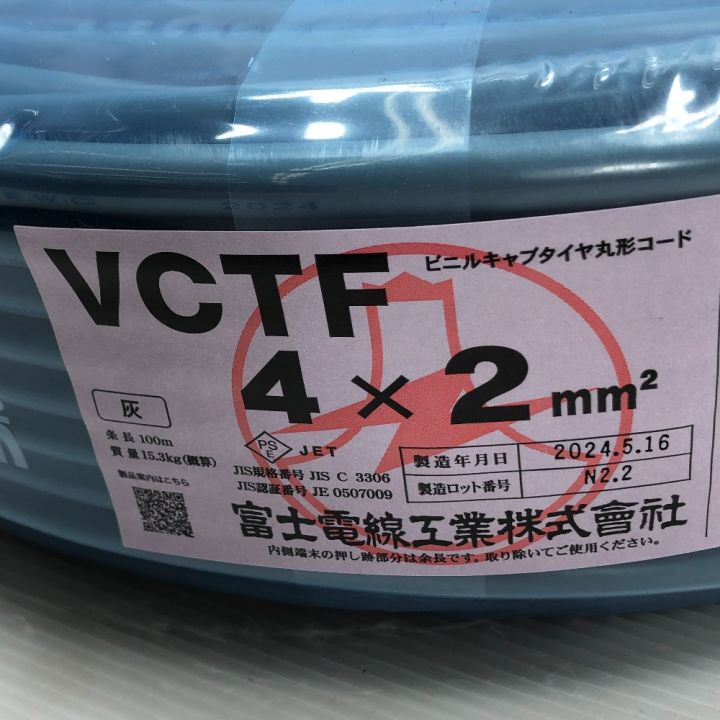 E.W.C 2024
VCTF
ビニルキャブタイヤ丸形コード
4×2mm²
灰
条長 100m
質量 15.3kg(概算)
製品案内はこちら
PS
E
JET
JIS規格番号 JIS C 3306
JIS認証番号 JE 0507009
製造年月日 2024.5.16
製造ロット番号 N2.2
富士電線工業株式會社
内側端末の押し跡部分は余長です。取り除いてご使用ください。